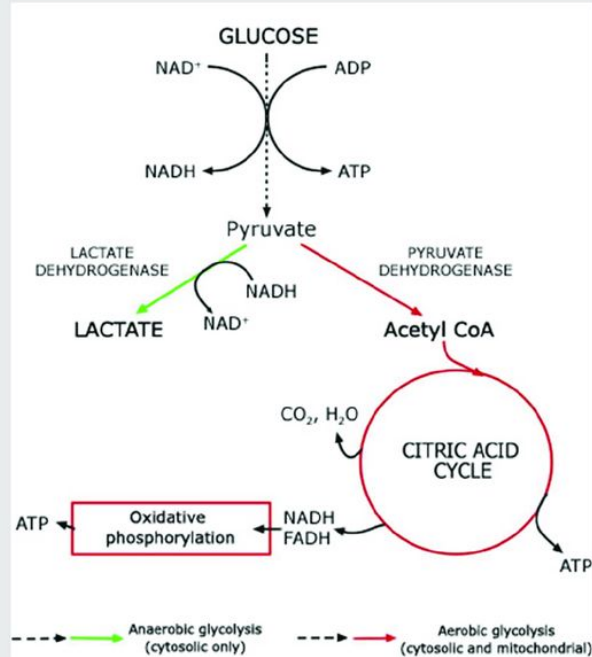 GLUCOSE
NAD⁺
ADP
NADH
ATP
Pyruvate
LACTATE
DEHYDROGENASE
PYRUVATE
DEHYDROGENASE
NADH
NAD⁺
LACTATE
Acetyl CoA
CO₂, H₂O
CITRIC ACID
CYCLE
ATP
Oxidative
phosphorylation
NADH
FADH
ATP
Anaerobic glycolysis
(cytosolic only)
Aerobic glycolysis
(cytosolic and mitochondrial)